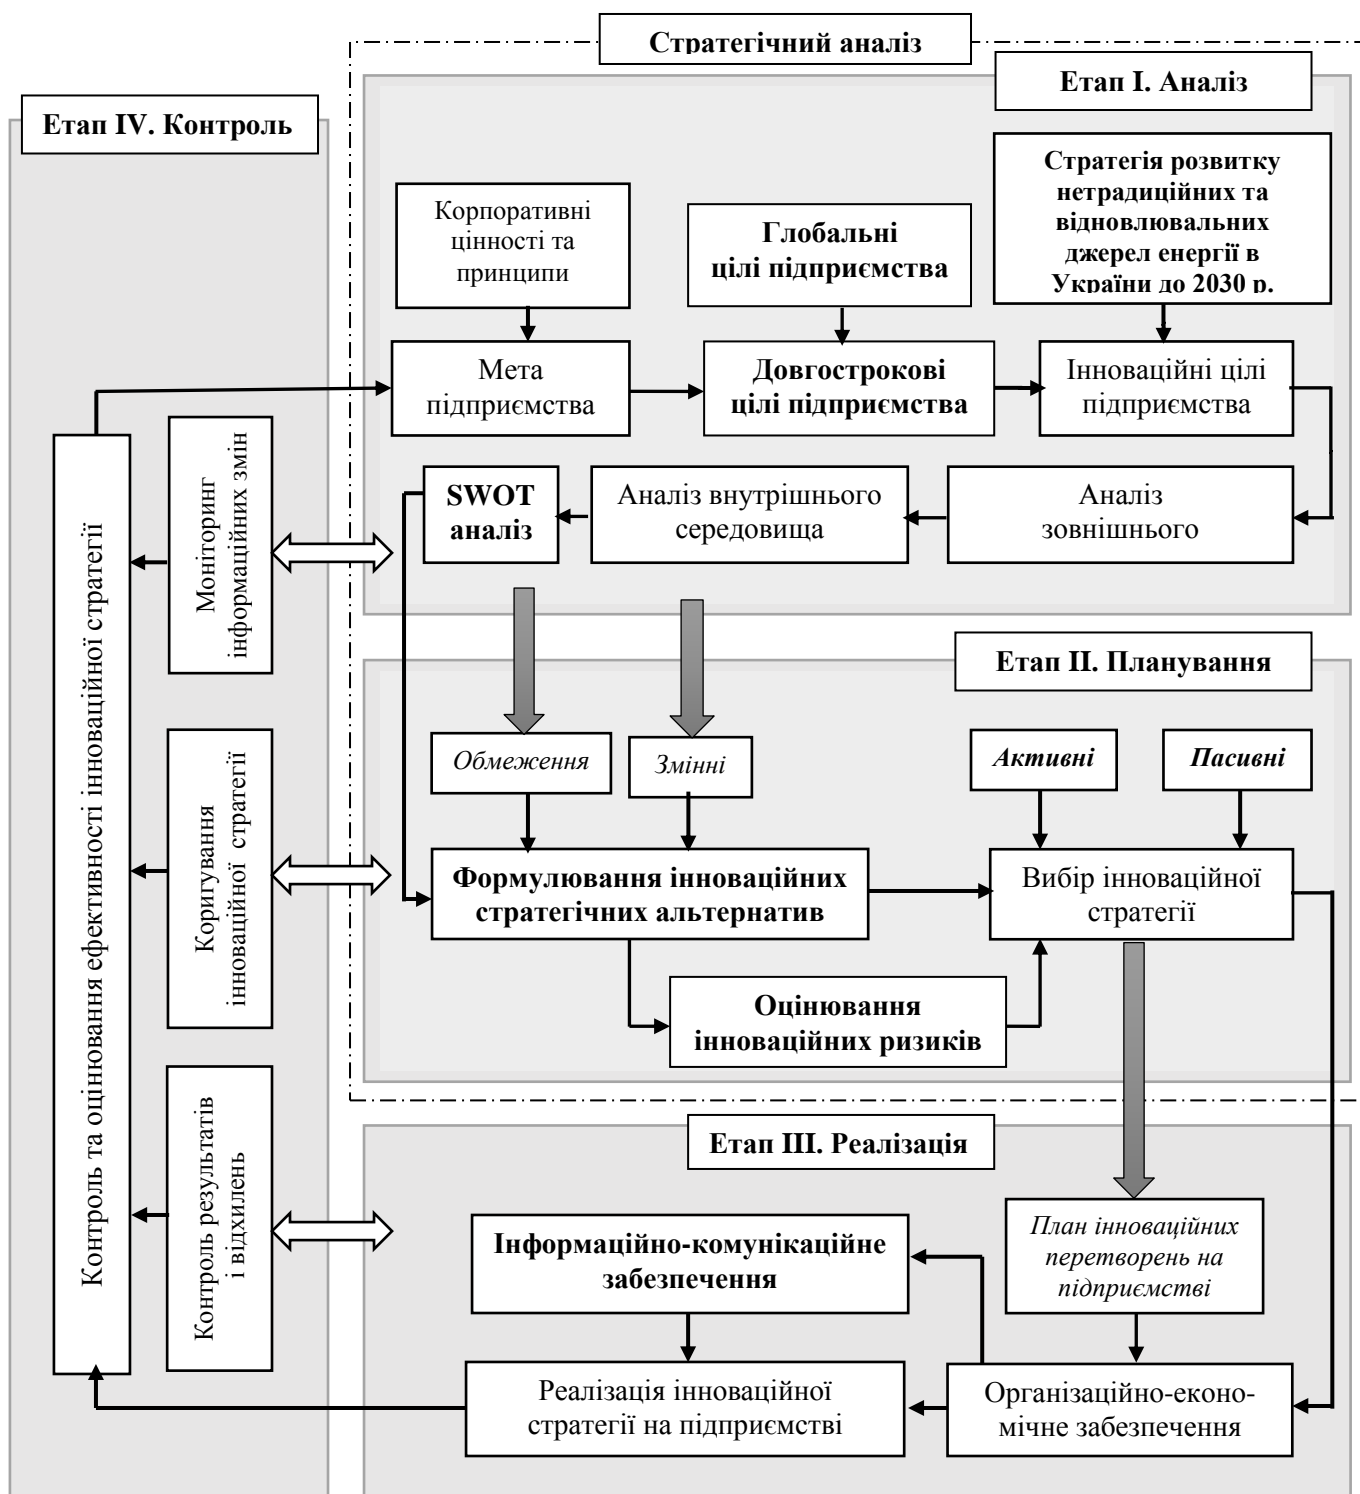 Стратегічний аналіз
Етап I. Аналіз
Етап IV. Контроль
Стратегія розвитку
нетрадиційних та
відновлювальних
джерел енергії в
України до 2030 р.
Корпоративні
цінності та
принципи
Глобальні
цілі підприємства
Мета
підприємства
Довгострокові
цілі підприємства
Інноваційні цілі
підприємства
SWOT
аналіз
Аналіз внутрішнього
середовища
Аналіз
зовнішнього
Моніторинг
інформаційних змін
Контроль та оцінювання ефективності інноваційної стратегії
Етап II. Планування
Обмеження
Змінні
Активні
Пасивні
Коригування
інноваційної стратегії
Формулювання інноваційних
стратегічних альтернатив
Вибір інноваційної
стратегії
Оцінювання
інноваційних ризиків
Етап III. Реалізація
Контроль результатів
і відхилень
Інформаційно-комунікаційне
забезпечення
План інноваційних
перетворень на
підприємстві
Реалізація інноваційної
стратегії на підприємстві
Організаційно-еконо-
мічне забезпечення